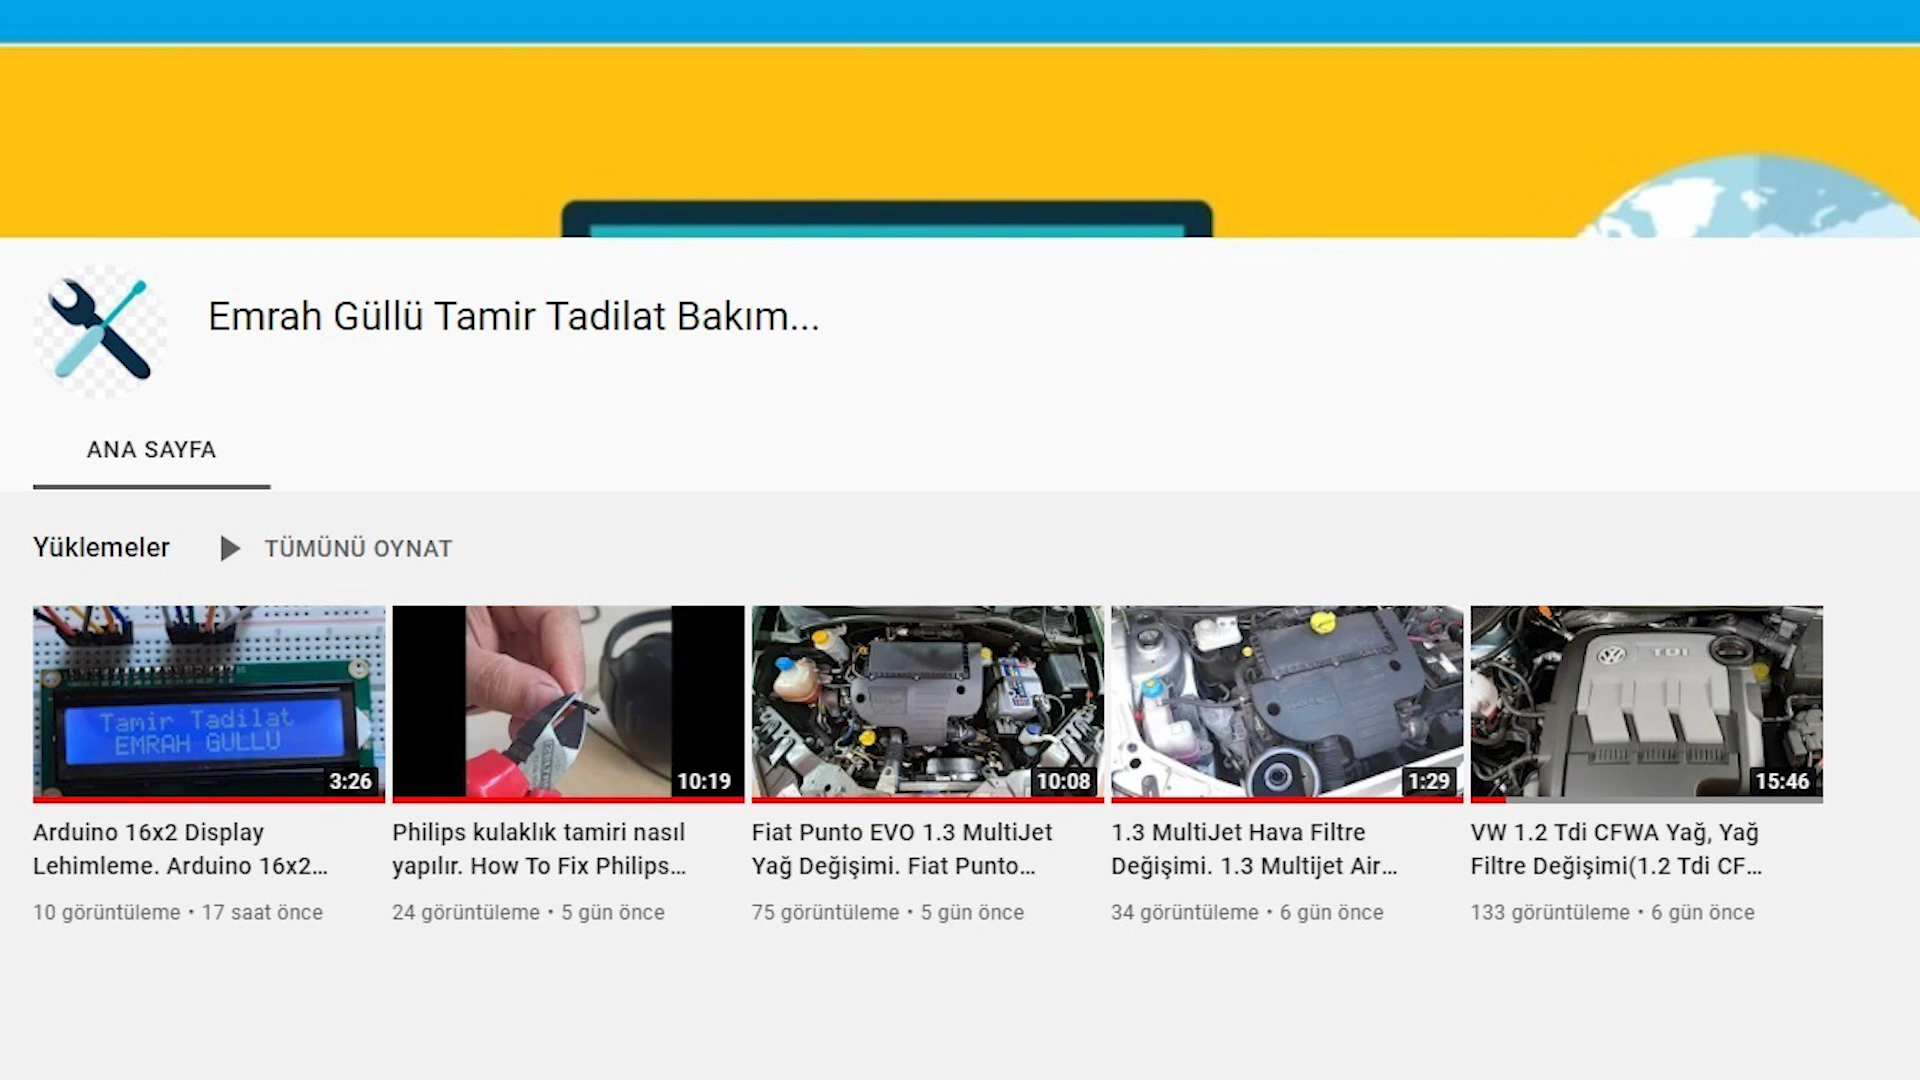 Emrah Güllü Tamir Tadilat Bakım...
ANA SAYFA
Yüklemeler
TÜMÜNÜ OYNAT
Tamir Tadilat
EMRAH GULLU
3:26
10:19
10:08
1:29
TDI
15:46
Arduino 16x2 Display
Lehimleme. Arduino 16x2...
10 görüntüleme • 17 saat önce
Philips kulaklık tamiri nasıl
yapılır. How To Fix Philips...
24 görüntüleme • 5 gün önce
Fiat Punto EVO 1.3 MultiJet
Yağ Değişimi. Fiat Punto...
75 görüntüleme • 5 gün önce
1.3 MultiJet Hava Filtre
Değişimi. 1.3 Multijet Air...
34 görüntüleme • 6 gün önce
VW 1.2 Tdi CFWA Yağ, Yağ
Filtre Değişimi(1.2 Tdi CF...
133 görüntüleme • 6 gün önce